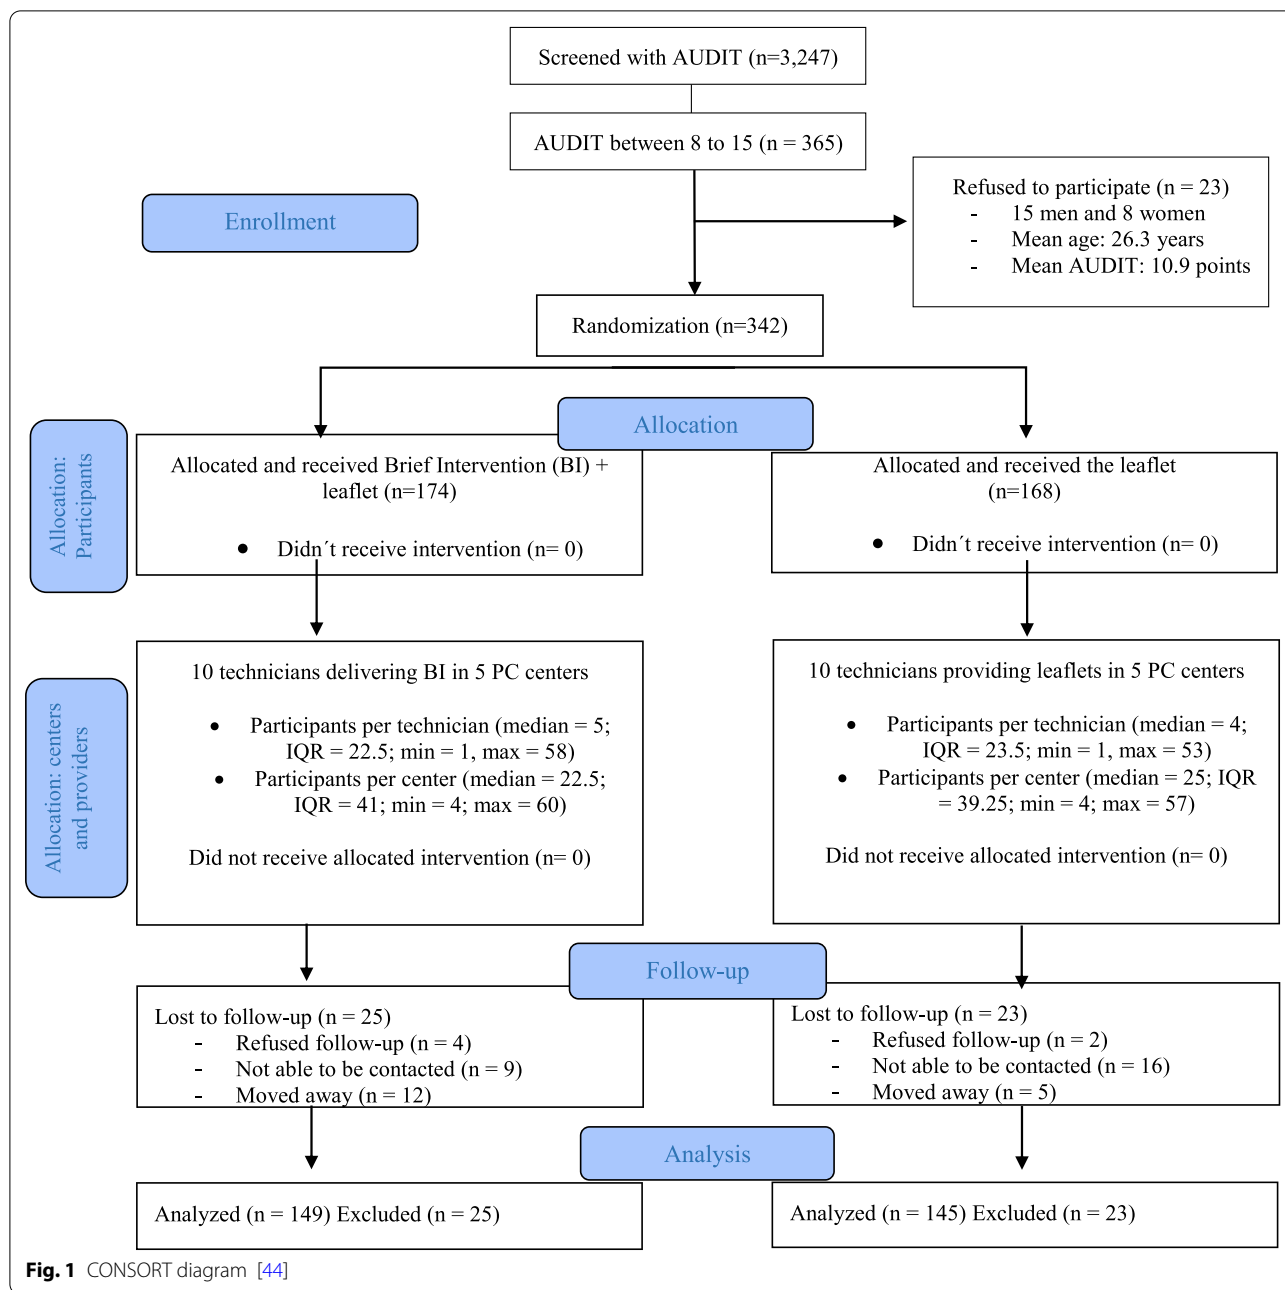 Screened with AUDIT (n=3,247)
AUDIT between 8 to 15 (n = 365)
Enrollment
Refused to participate (n = 23)
- 15 men and 8 women
- Mean age: 26.3 years
- Mean AUDIT: 10.9 points
Randomization (n=342)
Allocation
Allocation:
Participants
Allocated and received Brief Intervention (BI) +
leaflet (n=174)
● Didn´t receive intervention (n= 0)
Allocated and received the leaflet
(n=168)
● Didn´t receive intervention (n= 0)
Allocation: centers
and providers
10 technicians delivering BI in 5 PC centers
● Participants per technician (median = 5;
IQR = 22.5; min = 1, max = 58)
● Participants per center (median = 22.5;
IQR = 41; min = 4; max = 60)
Did not receive allocated intervention (n= 0)
10 technicians providing leaflets in 5 PC centers
● Participants per technician (median = 4;
IQR = 23.5; min = 1, max = 53)
● Participants per center (median = 25; IQR
= 39.25; min = 4; max = 57)
Did not receive allocated intervention (n= 0)
Follow-up
Lost to follow-up (n = 25)
- Refused follow-up (n = 4)
- Not able to be contacted (n = 9)
- Moved away (n = 12)
Lost to follow-up (n = 23)
- Refused follow-up (n = 2)
- Not able to be contacted (n = 16)
- Moved away (n = 5)
Analysis
Analyzed (n = 149) Excluded (n = 25)
Analyzed (n = 145) Excluded (n = 23)
Fig. 1 CONSORT diagram [44]